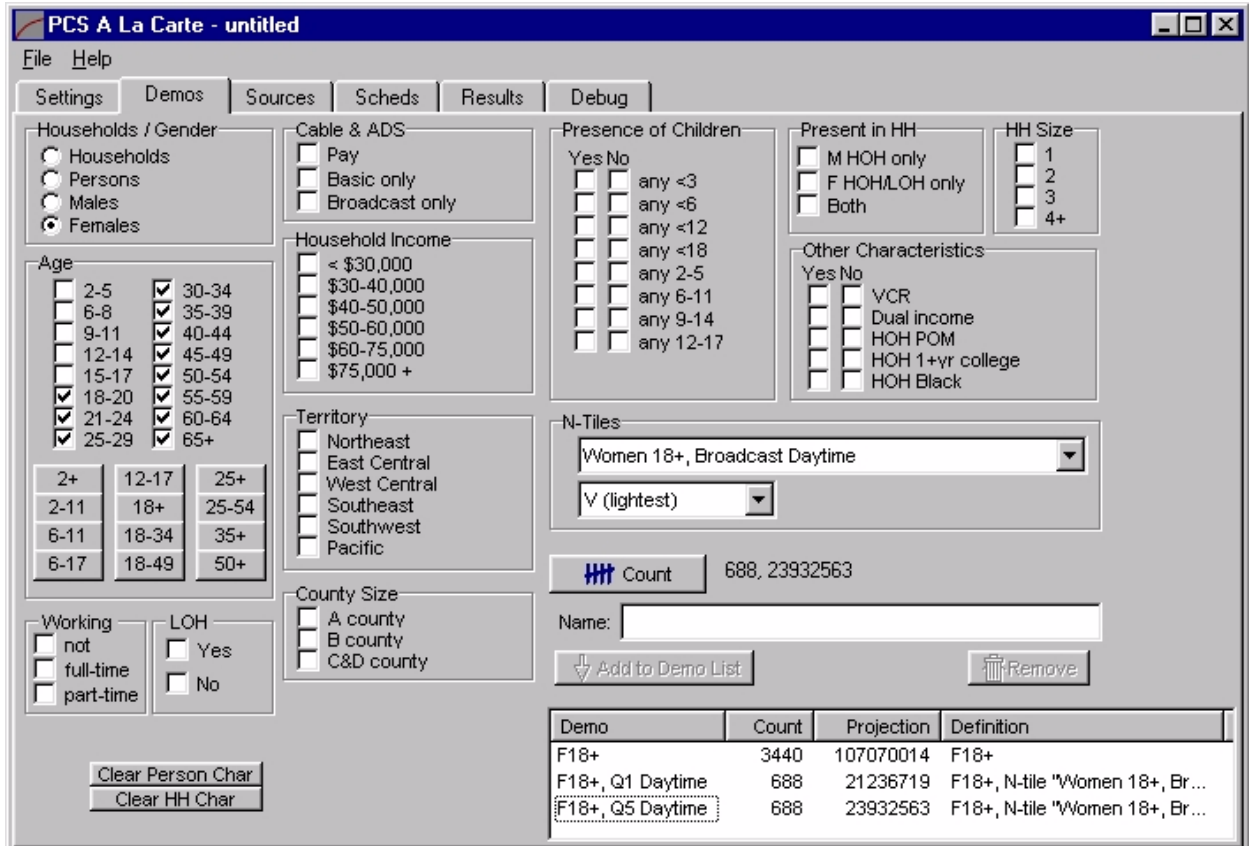 PCS A La Carte - untitled
File Help
Settings Demos Sources Scheds Results Debug
Households / Gender
Households
Persons
Males
Females
Age
2-5
6-8
9-11
12-14
15-17
18-20
21-24
25-29
30-34
35-39
40-44
45-49
50-54
55-59
60-64
65+
2+ 12-17 25+
2-11 18+ 25-54
6-11 18-34 35+
6-17 18-49 50+
Working
not
full-time
part-time
LOH
Yes
No
Clear Person Char
Clear HH Char
Cable & ADS
Pay
Basic only
Broadcast only
Household Income
< $30,000
$30-40,000
$40-50,000
$50-60,000
$60-75,000
$75,000 +
Territory
Northeast
East Central
West Central
Southeast
Southwest
Pacific
County Size
A county
B county
C&D county
Presence of Children
Yes No
any <3
any <6
any <12
any <18
any 2-5
any 6-11
any 9-14
any 12-17
Present in HH
M HOH only
F HOH/LOH only
Both
HH Size
1
2
3
4+
Other Characteristics
Yes No
VCR
Dual income
HOH POM
HOH 1+yr college
HOH Black
N-Tiles
Women 18+, Broadcast Daytime
V (lightest)
Count 688, 23932563
Name:
Add to Demo List Remove
Demo Count Projection Definition
F18+ 3440 107070014 F18+
F18+, Q1 Daytime 688 21236719 F18+, N-tile "Women 18+, Br...
F18+, Q5 Daytime 688 23932563 F18+, N-tile "Women 18+, Br...